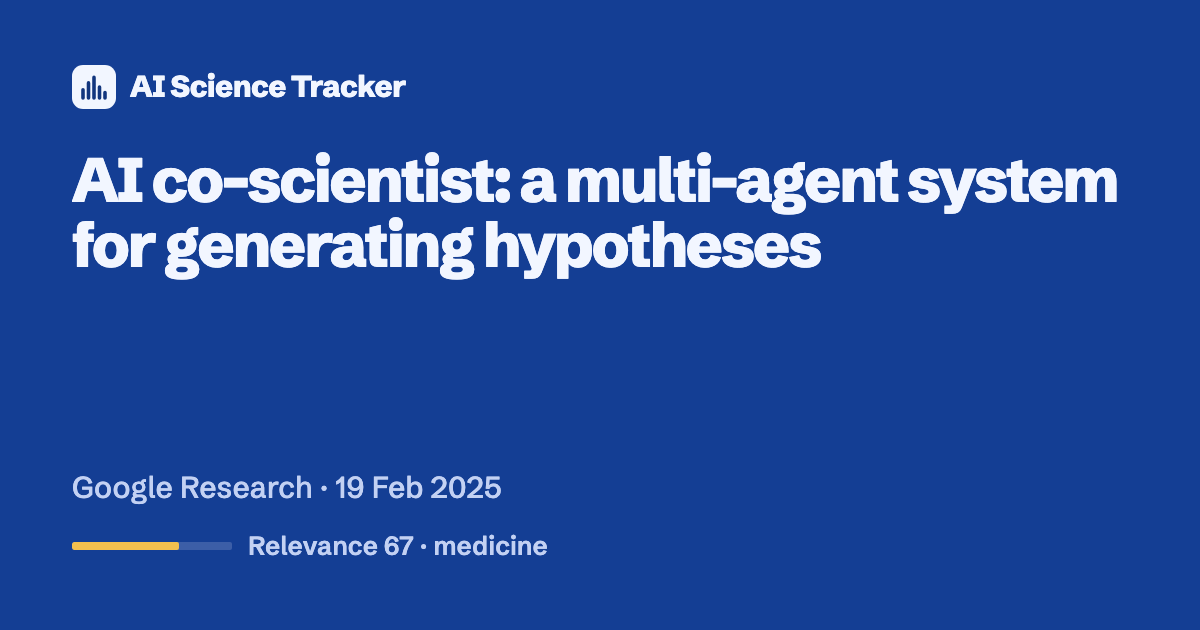 AI Science Tracker
AI co-scientist: a multi-agent system
for generating hypotheses
Google Research · 19 Feb 2025
Relevance 67 · medicine